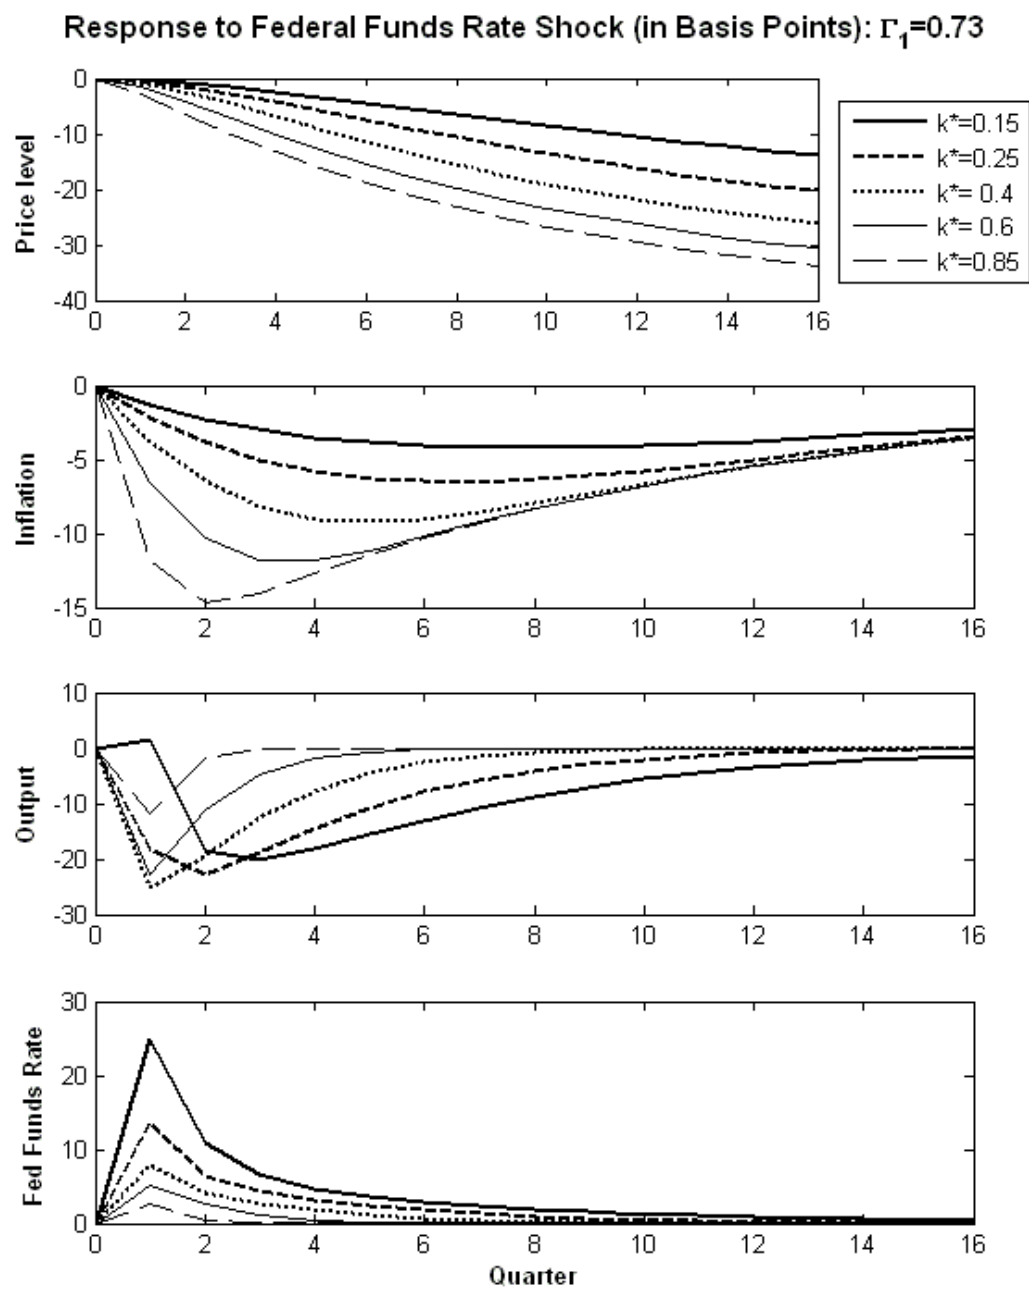 Response to Federal Funds Rate Shock (in Basis Points): Γ₁=0.73
Price level
0
-10
-20
-30
-40
0 2 4 6 8 10 12 14 16
k*=0.15
k*=0.25
k*= 0.4
k*= 0.6
k*=0.85
Inflation
0
-5
-10
-15
0 2 4 6 8 10 12 14 16
Output
10
0
-10
-20
-30
0 2 4 6 8 10 12 14 16
Fed Funds Rate
30
20
10
0
0 2 4 6 8 10 12 14 16
Quarter